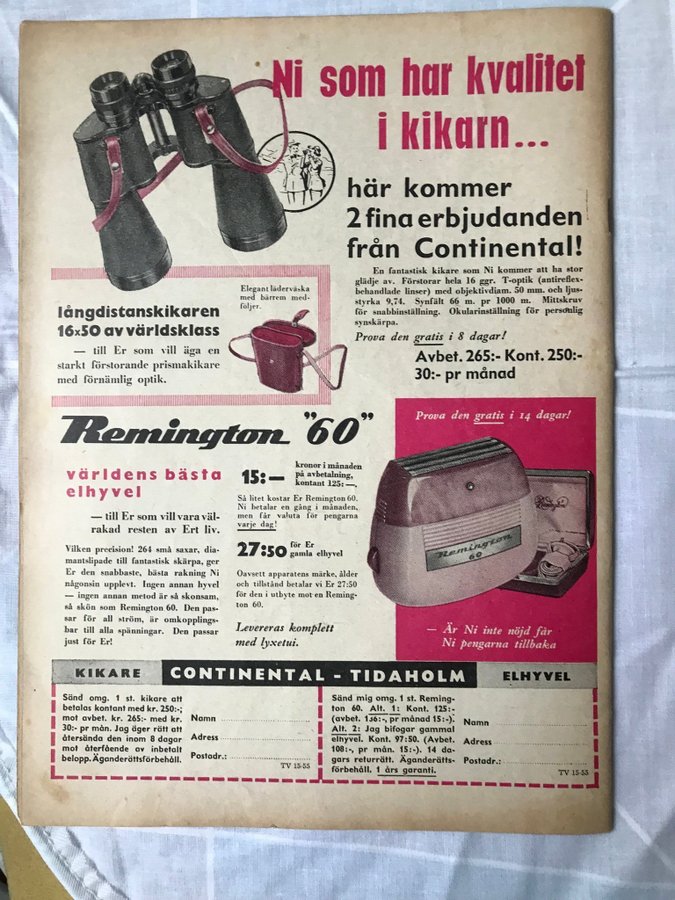 Ni som har kvalitet
i kikarn...
här kommer
2 fina erbjudanden
från Continental!
En fantastisk kikare som Ni kommer att ha stor
glädje av. Förstorar hela 16 ggr. T-optik (antireflex-
behandlade linser) med objektivdiam. 50 mm. och ljus-
styrka 9,74. Synfält 66 m. pr 1000 m. Mittskruv
för snabbinställning. Okularinställning för personlig
synskärpa.
Prova den gratis i 8 dagar!
Avbet. 265:- Kont. 250:-
30:- pr månad
Elegant läderväska
med bärrem med-
följer.
långdistanskikaren
16x50 av världsklass
— till Er som vill äga en
starkt förstorande prismakikare
med förnämlig optik.
Remington "60"
världens bästa
elhyvel
— till Er som vill vara väl-
rakad resten av Ert liv.
Vilken precision! 264 små saxar, dia-
mantslipade till fantastisk skärpa, ger
Er den snabbaste, bästa rakning Ni
någonsin upplevt. Ingen annan hyvel
— ingen annan metod är så skonsam,
så skön som Remington 60. Den pas-
sar för all ström, är omkopplings-
bar till alla spänningar. Den passar
just för Er!
15:— kronor i månaden
på avbetalning,
kontant 125: —,
Så litet kostar Er Remington 60.
Ni betalar en gång i månaden,
men får valuta för pengarna
varje dag!
27:50 för Er
gamla elhyvel
Oavsett apparatens märke, ålder
och tillstånd betalar vi Er 27:50
för den i utbyte mot en Reming-
ton 60.
Levereras komplett
med lyxetui.
Prova den gratis i 14 dagar!
Remington
60
— Är Ni inte nöjd får
Ni pengarna tillbaka
KIKARE CONTINENTAL - TIDAHOLM ELHYVEL
Sänd omg. 1 st. kikare att
betalas kontant med kr. 250:-;
mot avbet. kr. 265:- med kr.
30:- pr mån. Jag äger rätt att
återsända den inom 8 dagar
mot återfående av inbetalt
belopp. Äganderättsförbehåll.
Namn
Adress
Postadr.:
TV 15-55
Sänd mig omg. 1 st. Reming-
ton 60. Alt. 1: Kont. 125:-
(avbet. 136:-, pr månad 15:-).
Alt. 2: Jag bifogar gammal
elhyvel. Kont. 97:50. (Avbet.
108:-, pr mån. 15:-). 14 da-
gars returrätt. Äganderätts-
förbehåll. 1 års garanti.
Namn
Adress
Postadr.:
TV 15-55